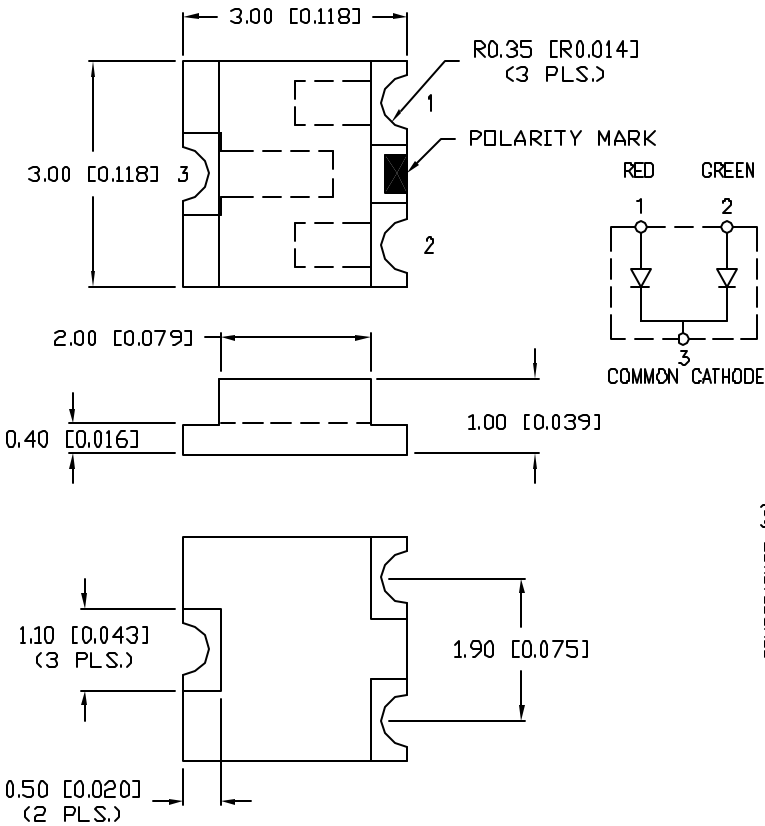 3.00 [0.118]
R0.35 [R0.014]
(3 PLS.)
1
POLARITY MARK
3.00 [0.118]
3
RED
GREEN
1
2
2
3
COMMON CATHODE
2.00 [0.079]
1.00 [0.039]
0.40 [0.016]
1.10 [0.043]
(3 PLS.)
1.90 [0.075]
0.50 [0.020]
(2 PLS.)